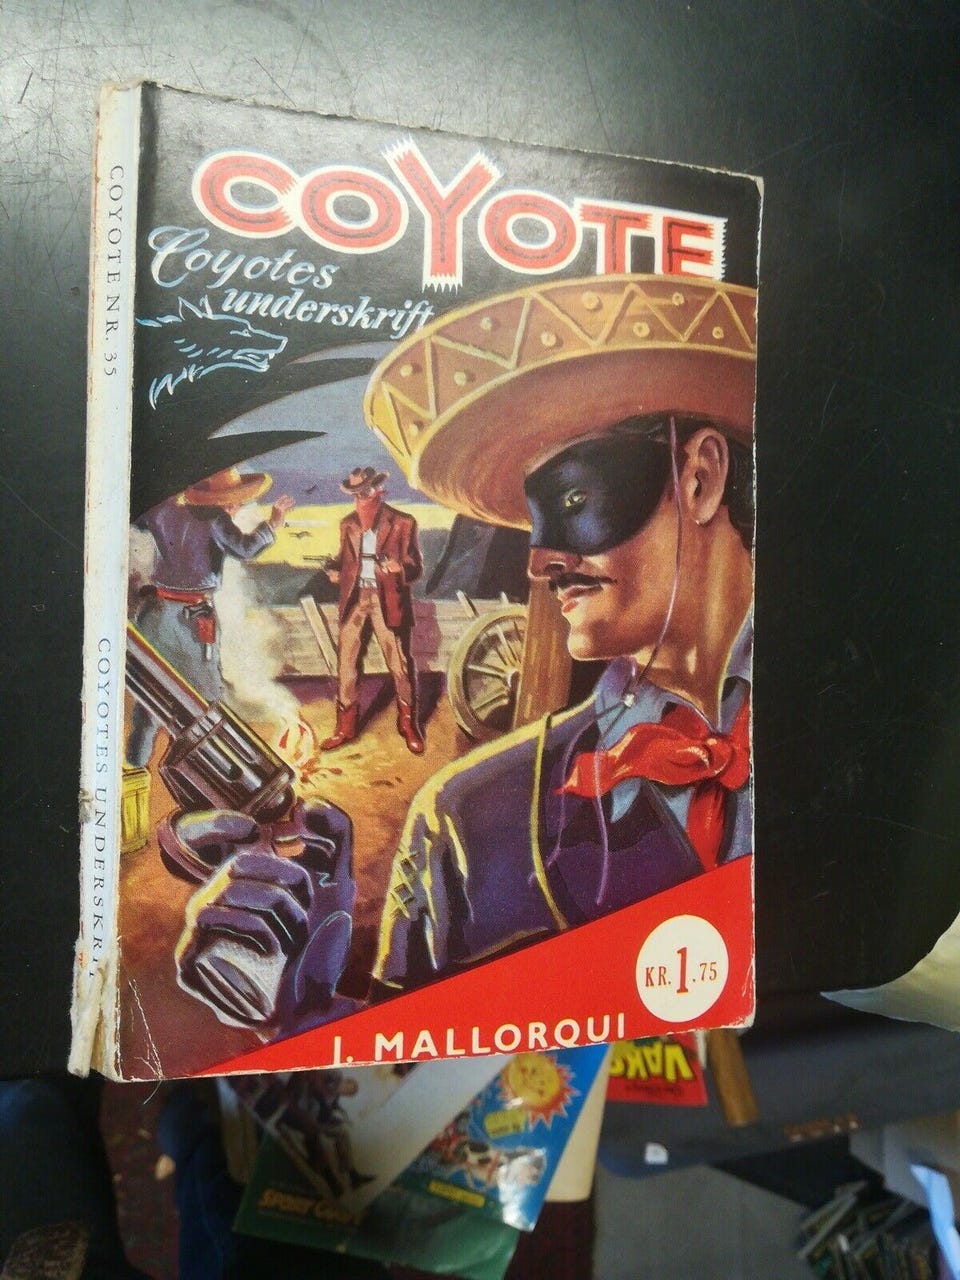 COYOTE
Coyotes
underskrift
KR. 1.75
J. MALLORQUI
COYOTE NR. 35
COYOTES UNDERSKRI